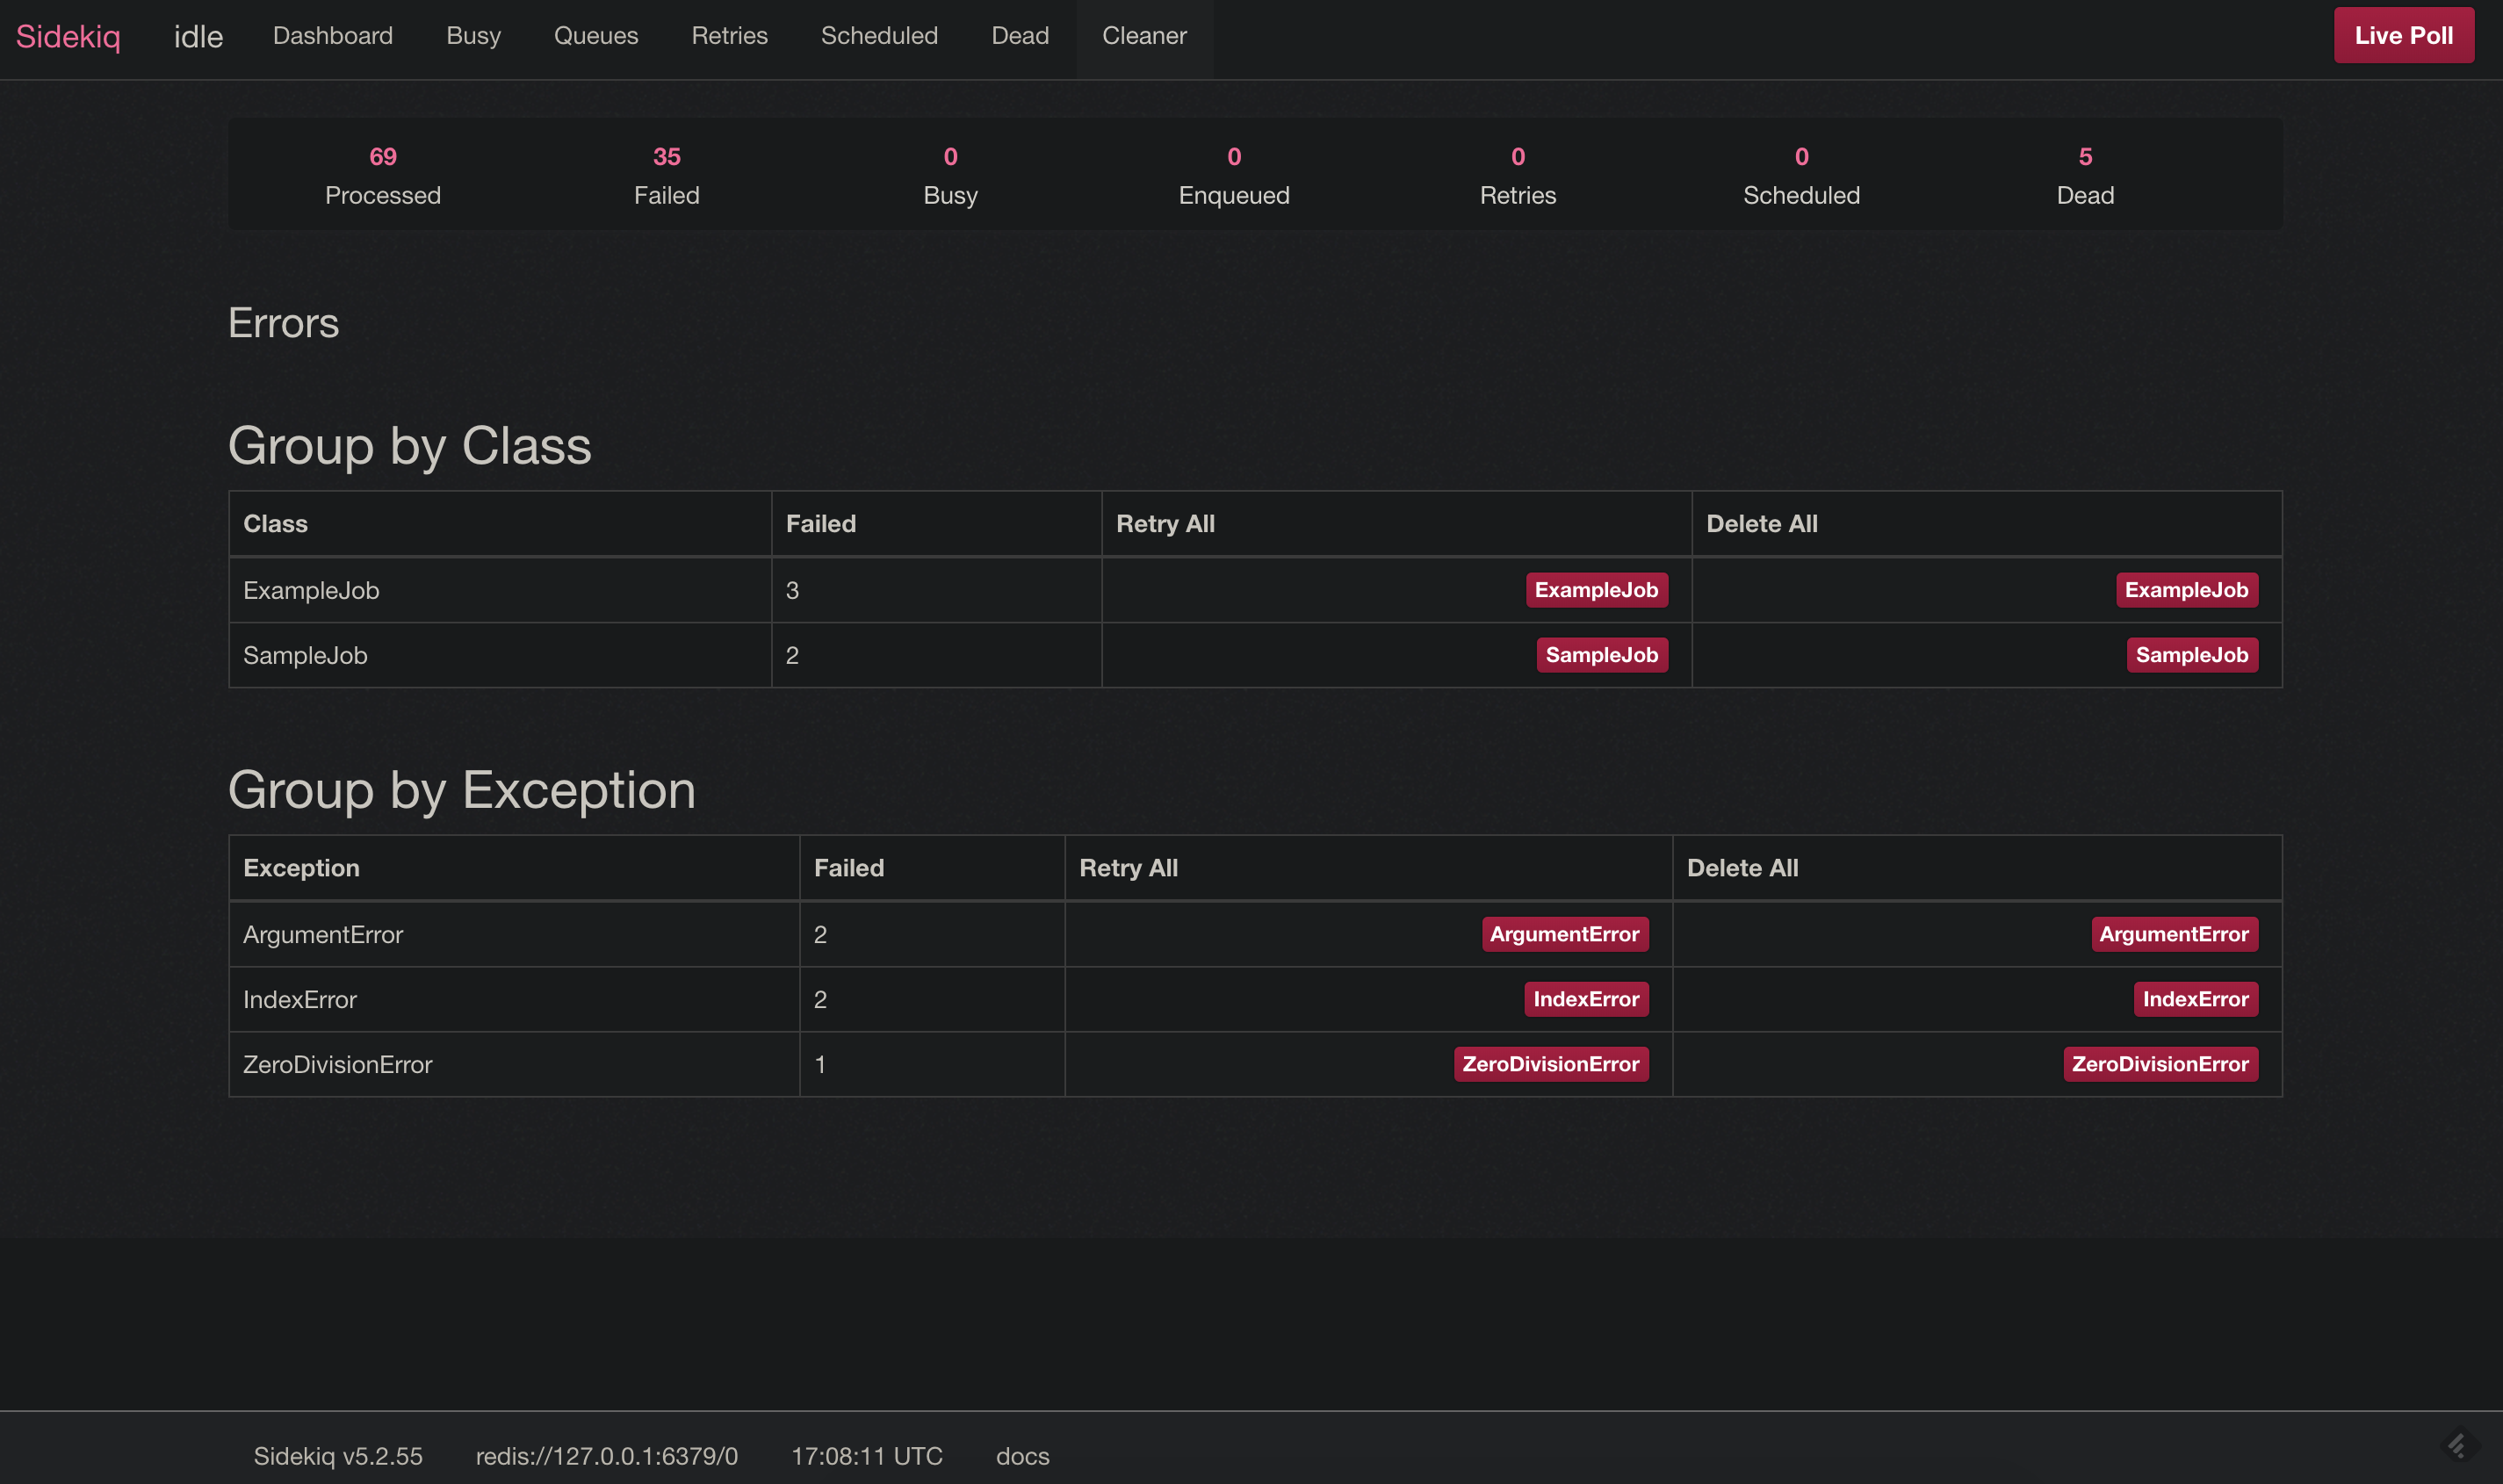 Sidekiq idle Dashboard Busy Queues Retries Scheduled Dead Cleaner Live Poll
69 35 0 0 0 0 5
Processed Failed Busy Enqueued Retries Scheduled Dead
Errors
Group by Class
Class Failed Retry All Delete All
ExampleJob 3 ExampleJob ExampleJob
SampleJob 2 SampleJob SampleJob
Group by Exception
Exception Failed Retry All Delete All
ArgumentError 2 ArgumentError ArgumentError
IndexError 2 IndexError IndexError
ZeroDivisionError 1 ZeroDivisionError ZeroDivisionError
Sidekiq v5.2.55 redis://127.0.0.1:6379/0 17:08:11 UTC docs